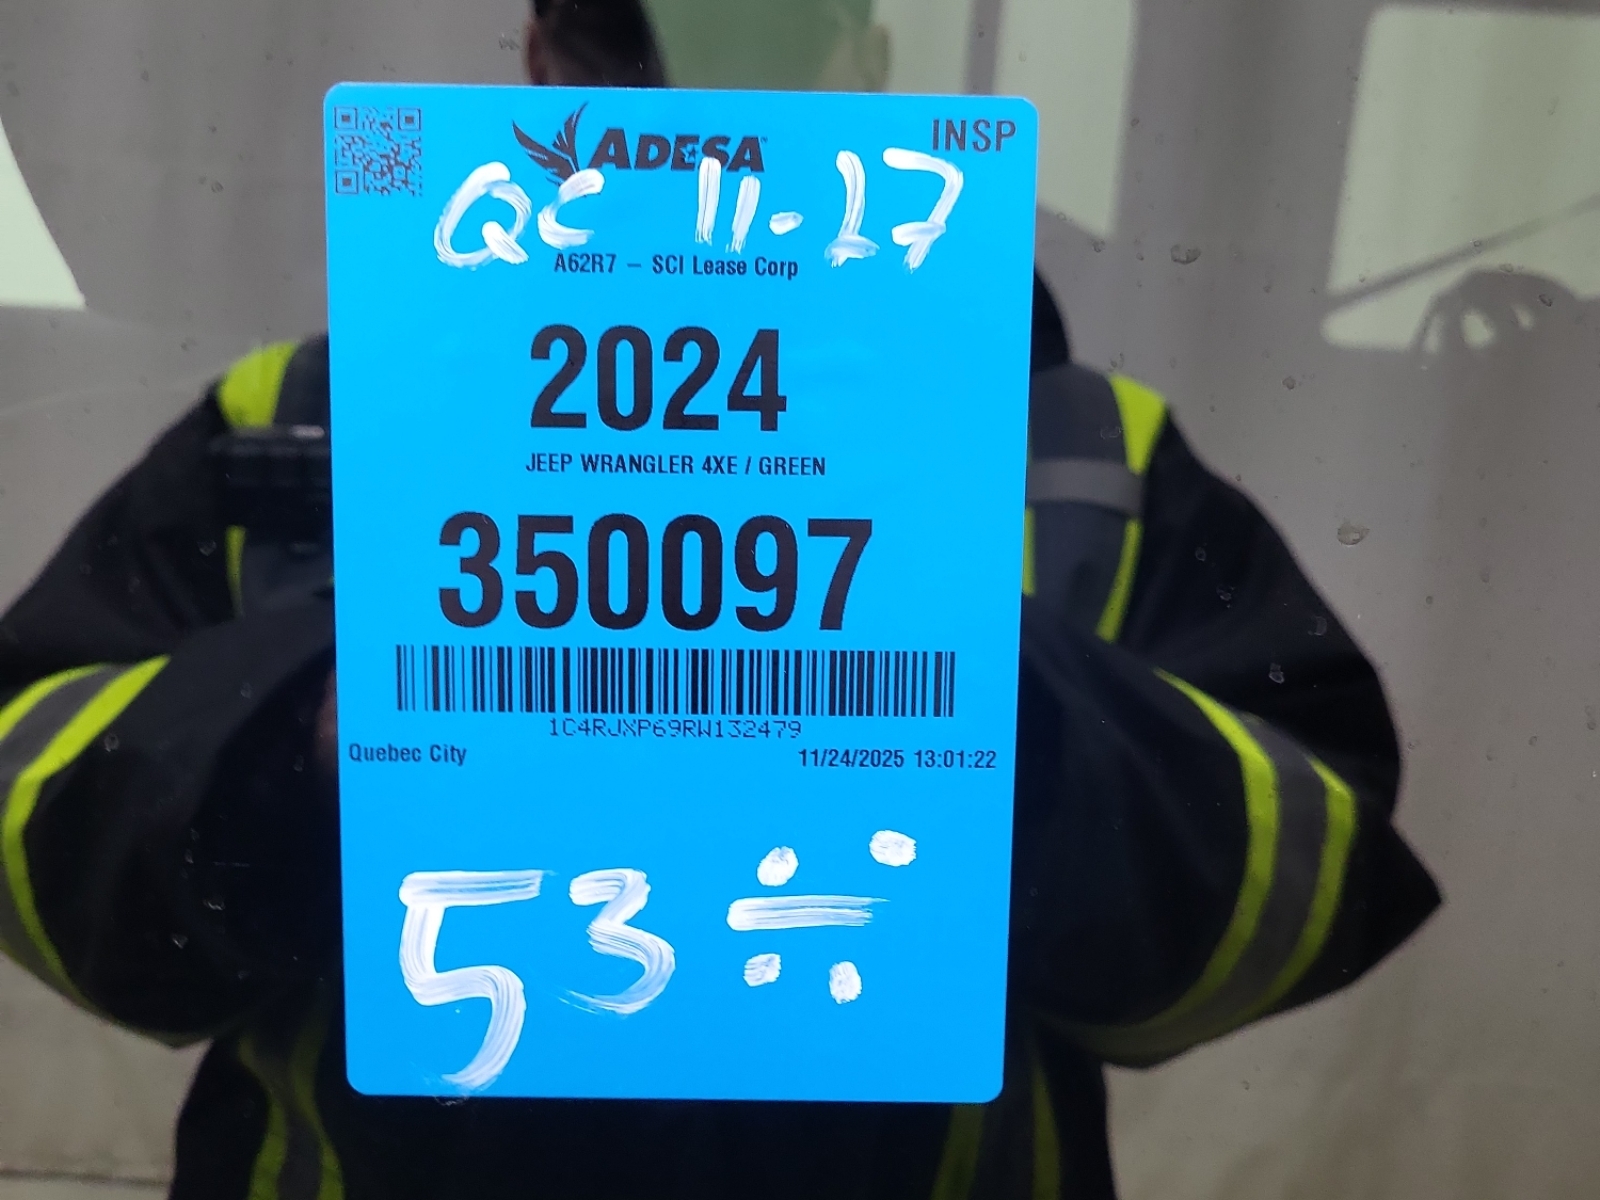 ADESA
INSP
QC 11-27
A62R7 – SCI Lease Corp
2024
JEEP WRANGLER 4XE / GREEN
350097
1C4RJXP69RW132479
Quebec City 11/24/2025 13:01:22
53